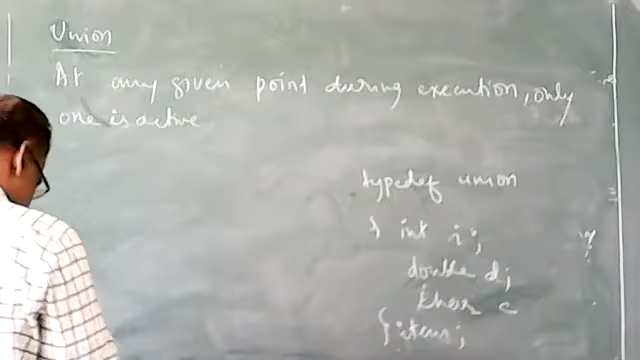 Union
At any given point during execution, only
one is active
typedef union
{ int i;
double d;
char c
} item;